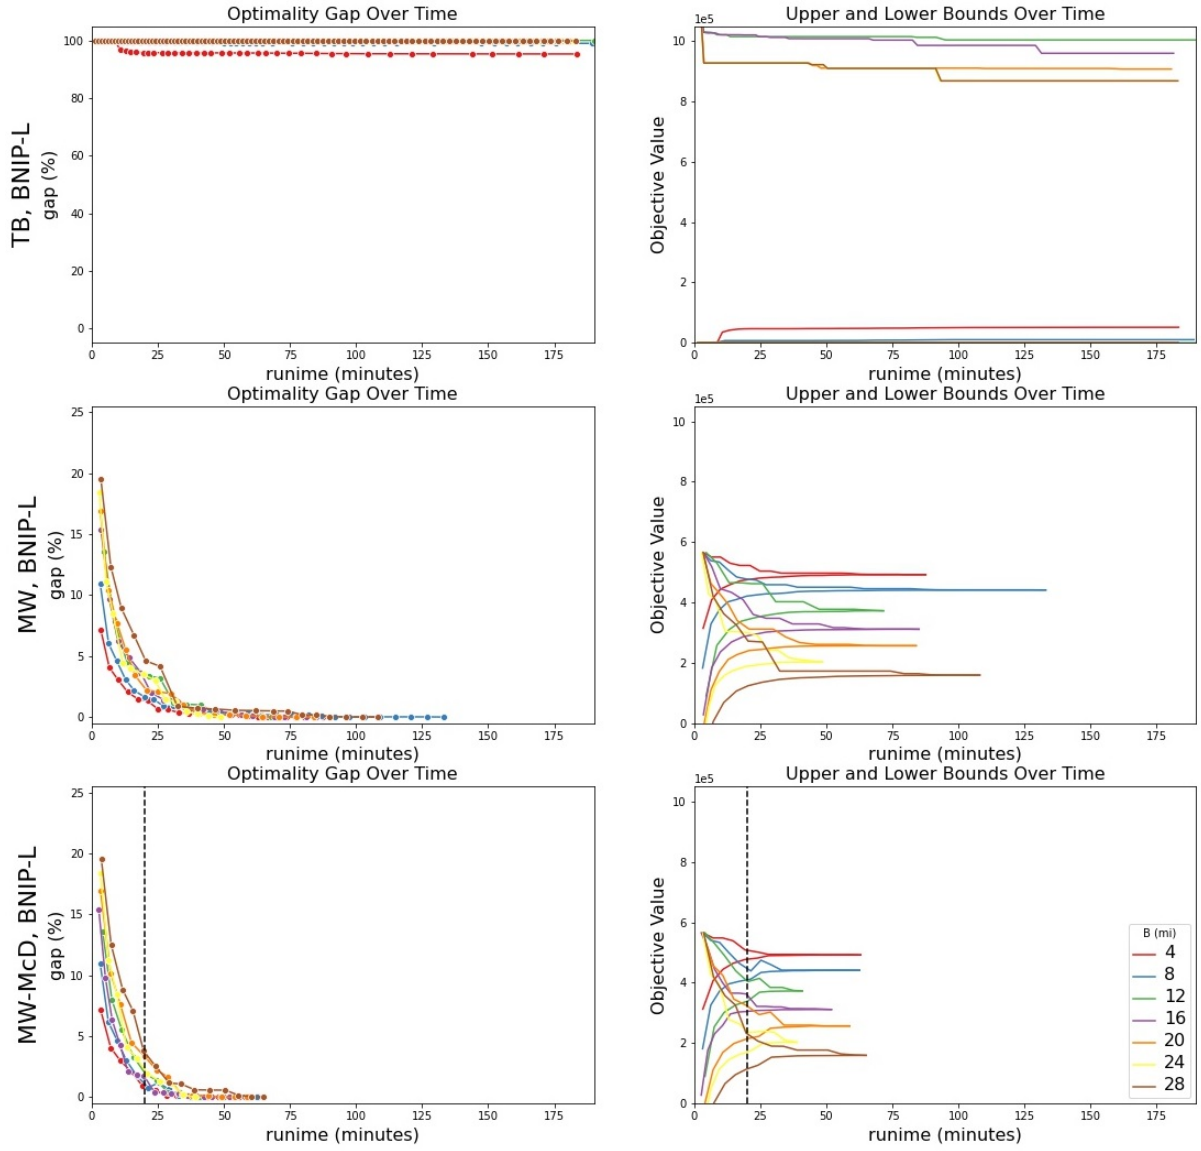 Optimality Gap Over Time
Upper and Lower Bounds Over Time
1e5
TB, BNIP-L
gap (%)
100
80
60
40
20
0
0 25 50 75 100 125 150 175
runime (minutes)
Objective Value
10
8
6
4
2
0
0 25 50 75 100 125 150 175
runime (minutes)
Optimality Gap Over Time
Upper and Lower Bounds Over Time
1e5
MW, BNIP-L
gap (%)
25
20
15
10
5
0
0 25 50 75 100 125 150 175
runime (minutes)
Objective Value
10
8
6
4
2
0
0 25 50 75 100 125 150 175
runime (minutes)
Optimality Gap Over Time
Upper and Lower Bounds Over Time
1e5
MW-McD, BNIP-L
gap (%)
25
20
15
10
5
0
0 25 50 75 100 125 150 175
runime (minutes)
Objective Value
10
8
6
4
2
0
0 25 50 75 100 125 150 175
runime (minutes)
B (mi)
4
8
12
16
20
24
28